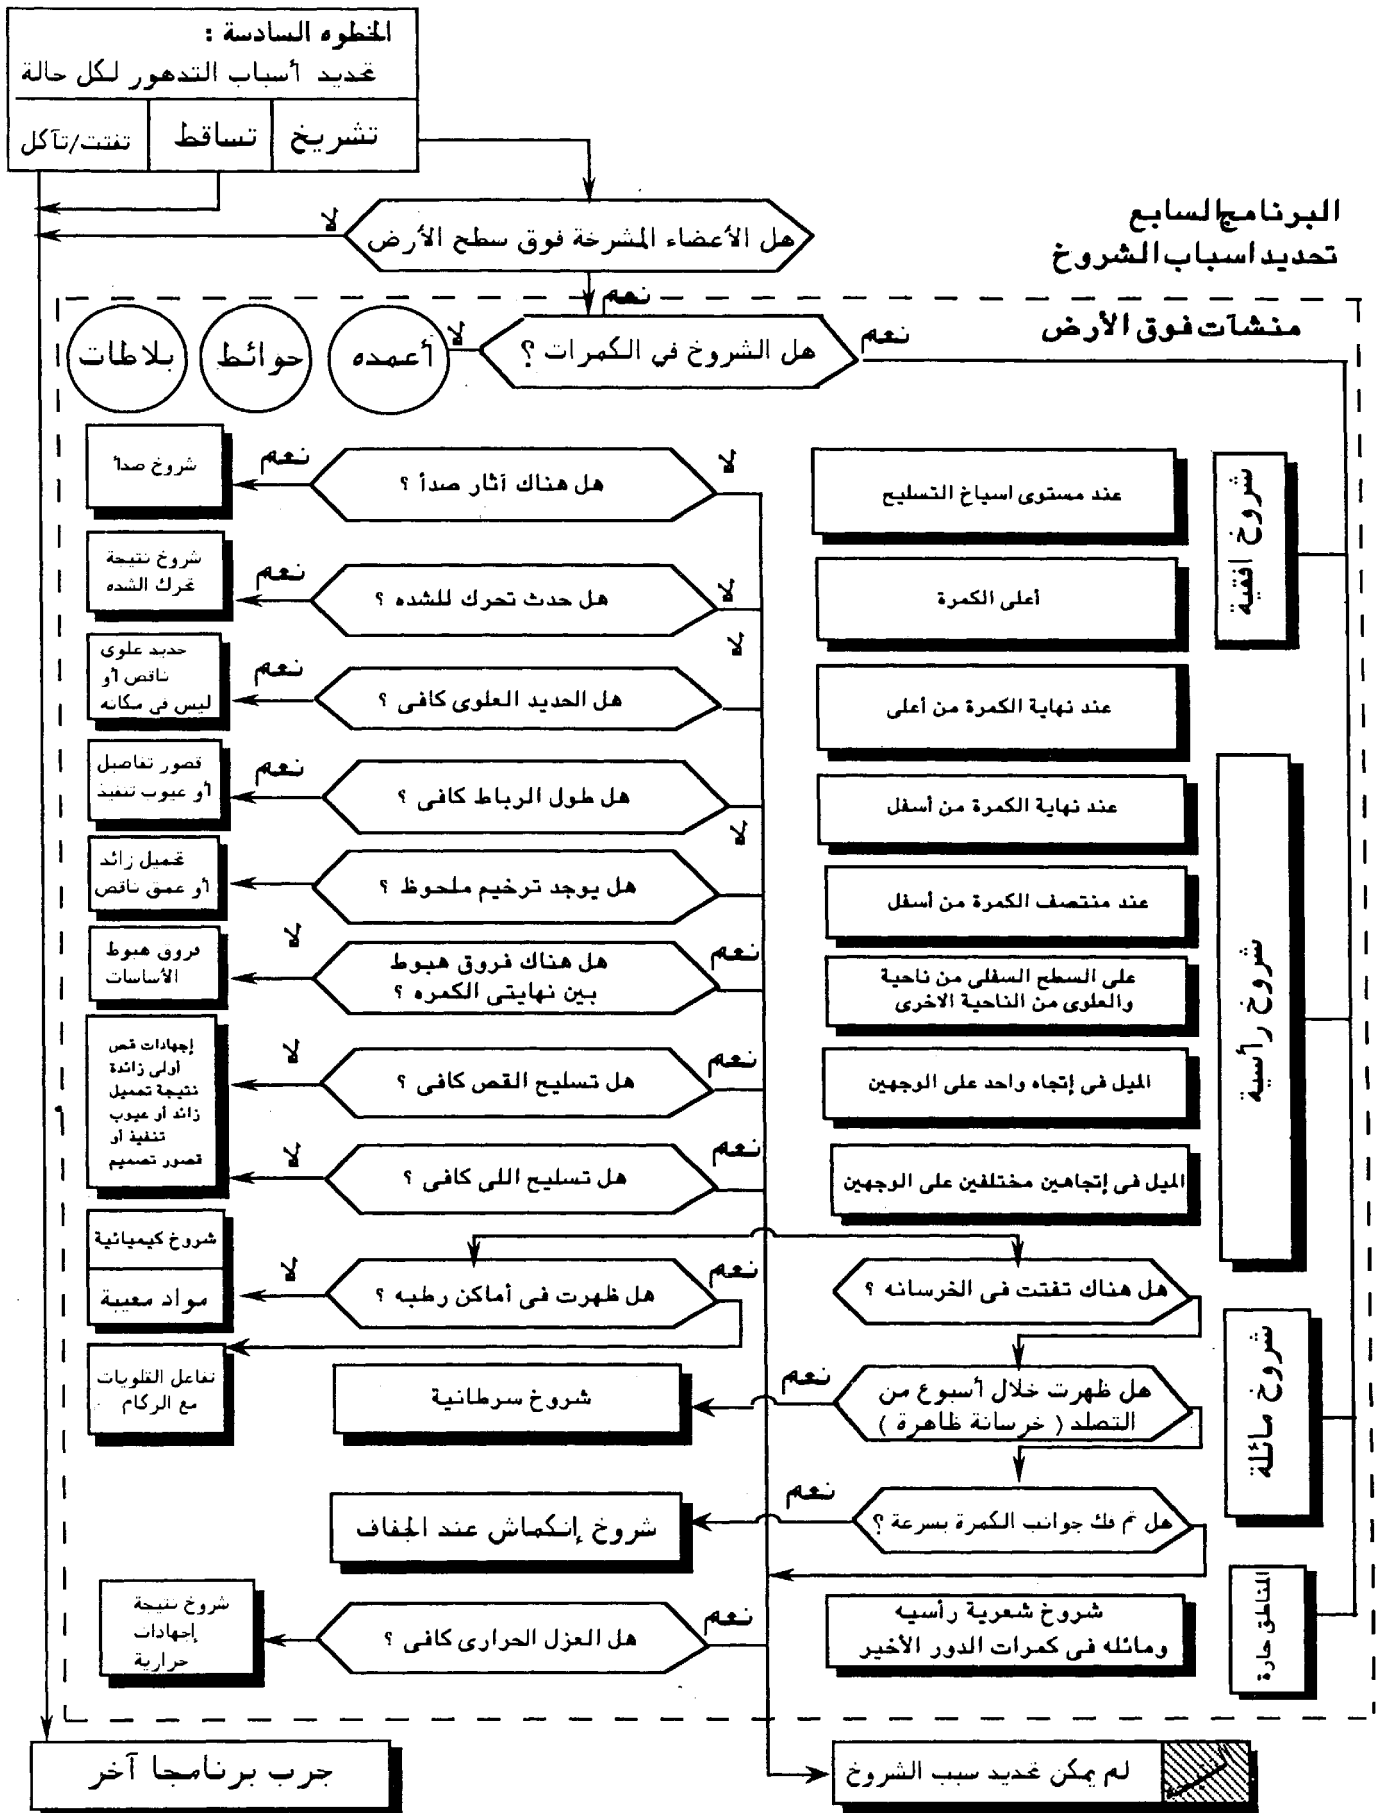 الخطوه السادسة :
تحديد أسباب التدهور لكل حالة
تشريخ
تساقط
تفتت/تآكل
البرنامج السابع
تحديد اسباب الشروخ
هل الأعضاء المشرخة فوق سطح الأرض
لا
نعم
منشآت فوق الأرض
هل الشروخ في الكمرات ؟
نعم
لا
أعمده
حوائط
بلاطات
شروخ افقية
عند مستوى اسياخ التسليح
لا
هل هناك آثار صدأ ؟
نعم
شروخ صدأ
أعلى الكمرة
لا
هل حدث تحرك للشده ؟
نعم
شروخ نتيجة
تحرك الشده
شروخ رأسية
عند نهاية الكمرة من أعلى
لا
هل الحديد العلوى كافى ؟
نعم
حديد علوى
ناقص أو
ليس في مكانه
عند نهاية الكمرة من أسفل
هل طول الرباط كافى ؟
نعم
قصور تفاصيل
أو عيوب تنفيذ
عند منتصف الكمرة من أسفل
لا
هل يوجد ترخيم ملحوظ ؟
تحميل زائد
أو عمق ناقص
على السطح السفلى من ناحية
والعلوى من الناحية الاخرى
نعم
هل هناك فروق هبوط
بين نهايتى الكمره ؟
لا
فروق هبوط
الأساسات
الميل فى إتجاه واحد على الوجهين
نعم
هل تسليح القص كافى ؟
لا
إجهادات قص
أولى زائدة
نتيجة تحميل
زائد أو عيوب
تنفيذ أو
قصور تصميم
الميل فى إتجاهين مختلفين على الوجهين
نعم
هل تسليح اللى كافى ؟
لا
شروخ مائلة
هل هناك تفتت فى الخرسانه ؟
نعم
هل ظهرت فى أماكن رطبه ؟
لا
شروخ كيميائية
مواد معيبة
تفاعل القلويات
مع الركام
هل ظهرت خلال أسبوع من
التصلد ( خرسانة ظاهرة )
نعم
شروخ سرطانية
هل تم فك جوانب الكمرة بسرعة ؟
نعم
شروخ إنكماش عند الجفاف
المناطق حارة
شروخ شعرية رأسيه
ومائله فى كمرات الدور الأخير
نعم
هل العزل الحرارى كافى ؟
شروخ نتيجة
إجهادات
حرارية
لم يمكن تحديد سبب الشروخ
جرب برنامجا آخر